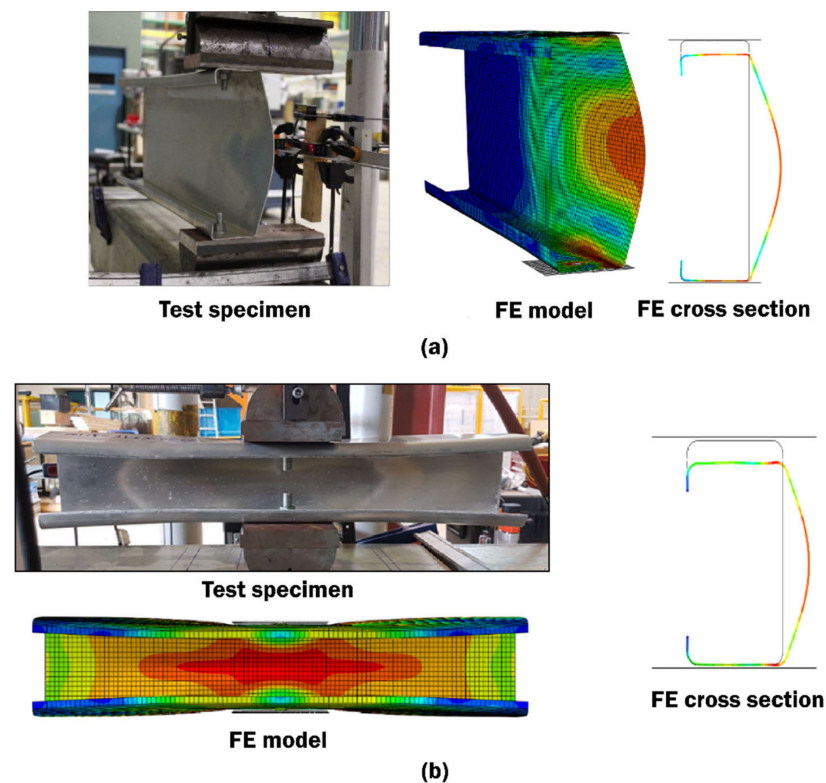 Test specimen
FE model
FE cross section
(a)
Test specimen
FE model
FE cross section
(b)